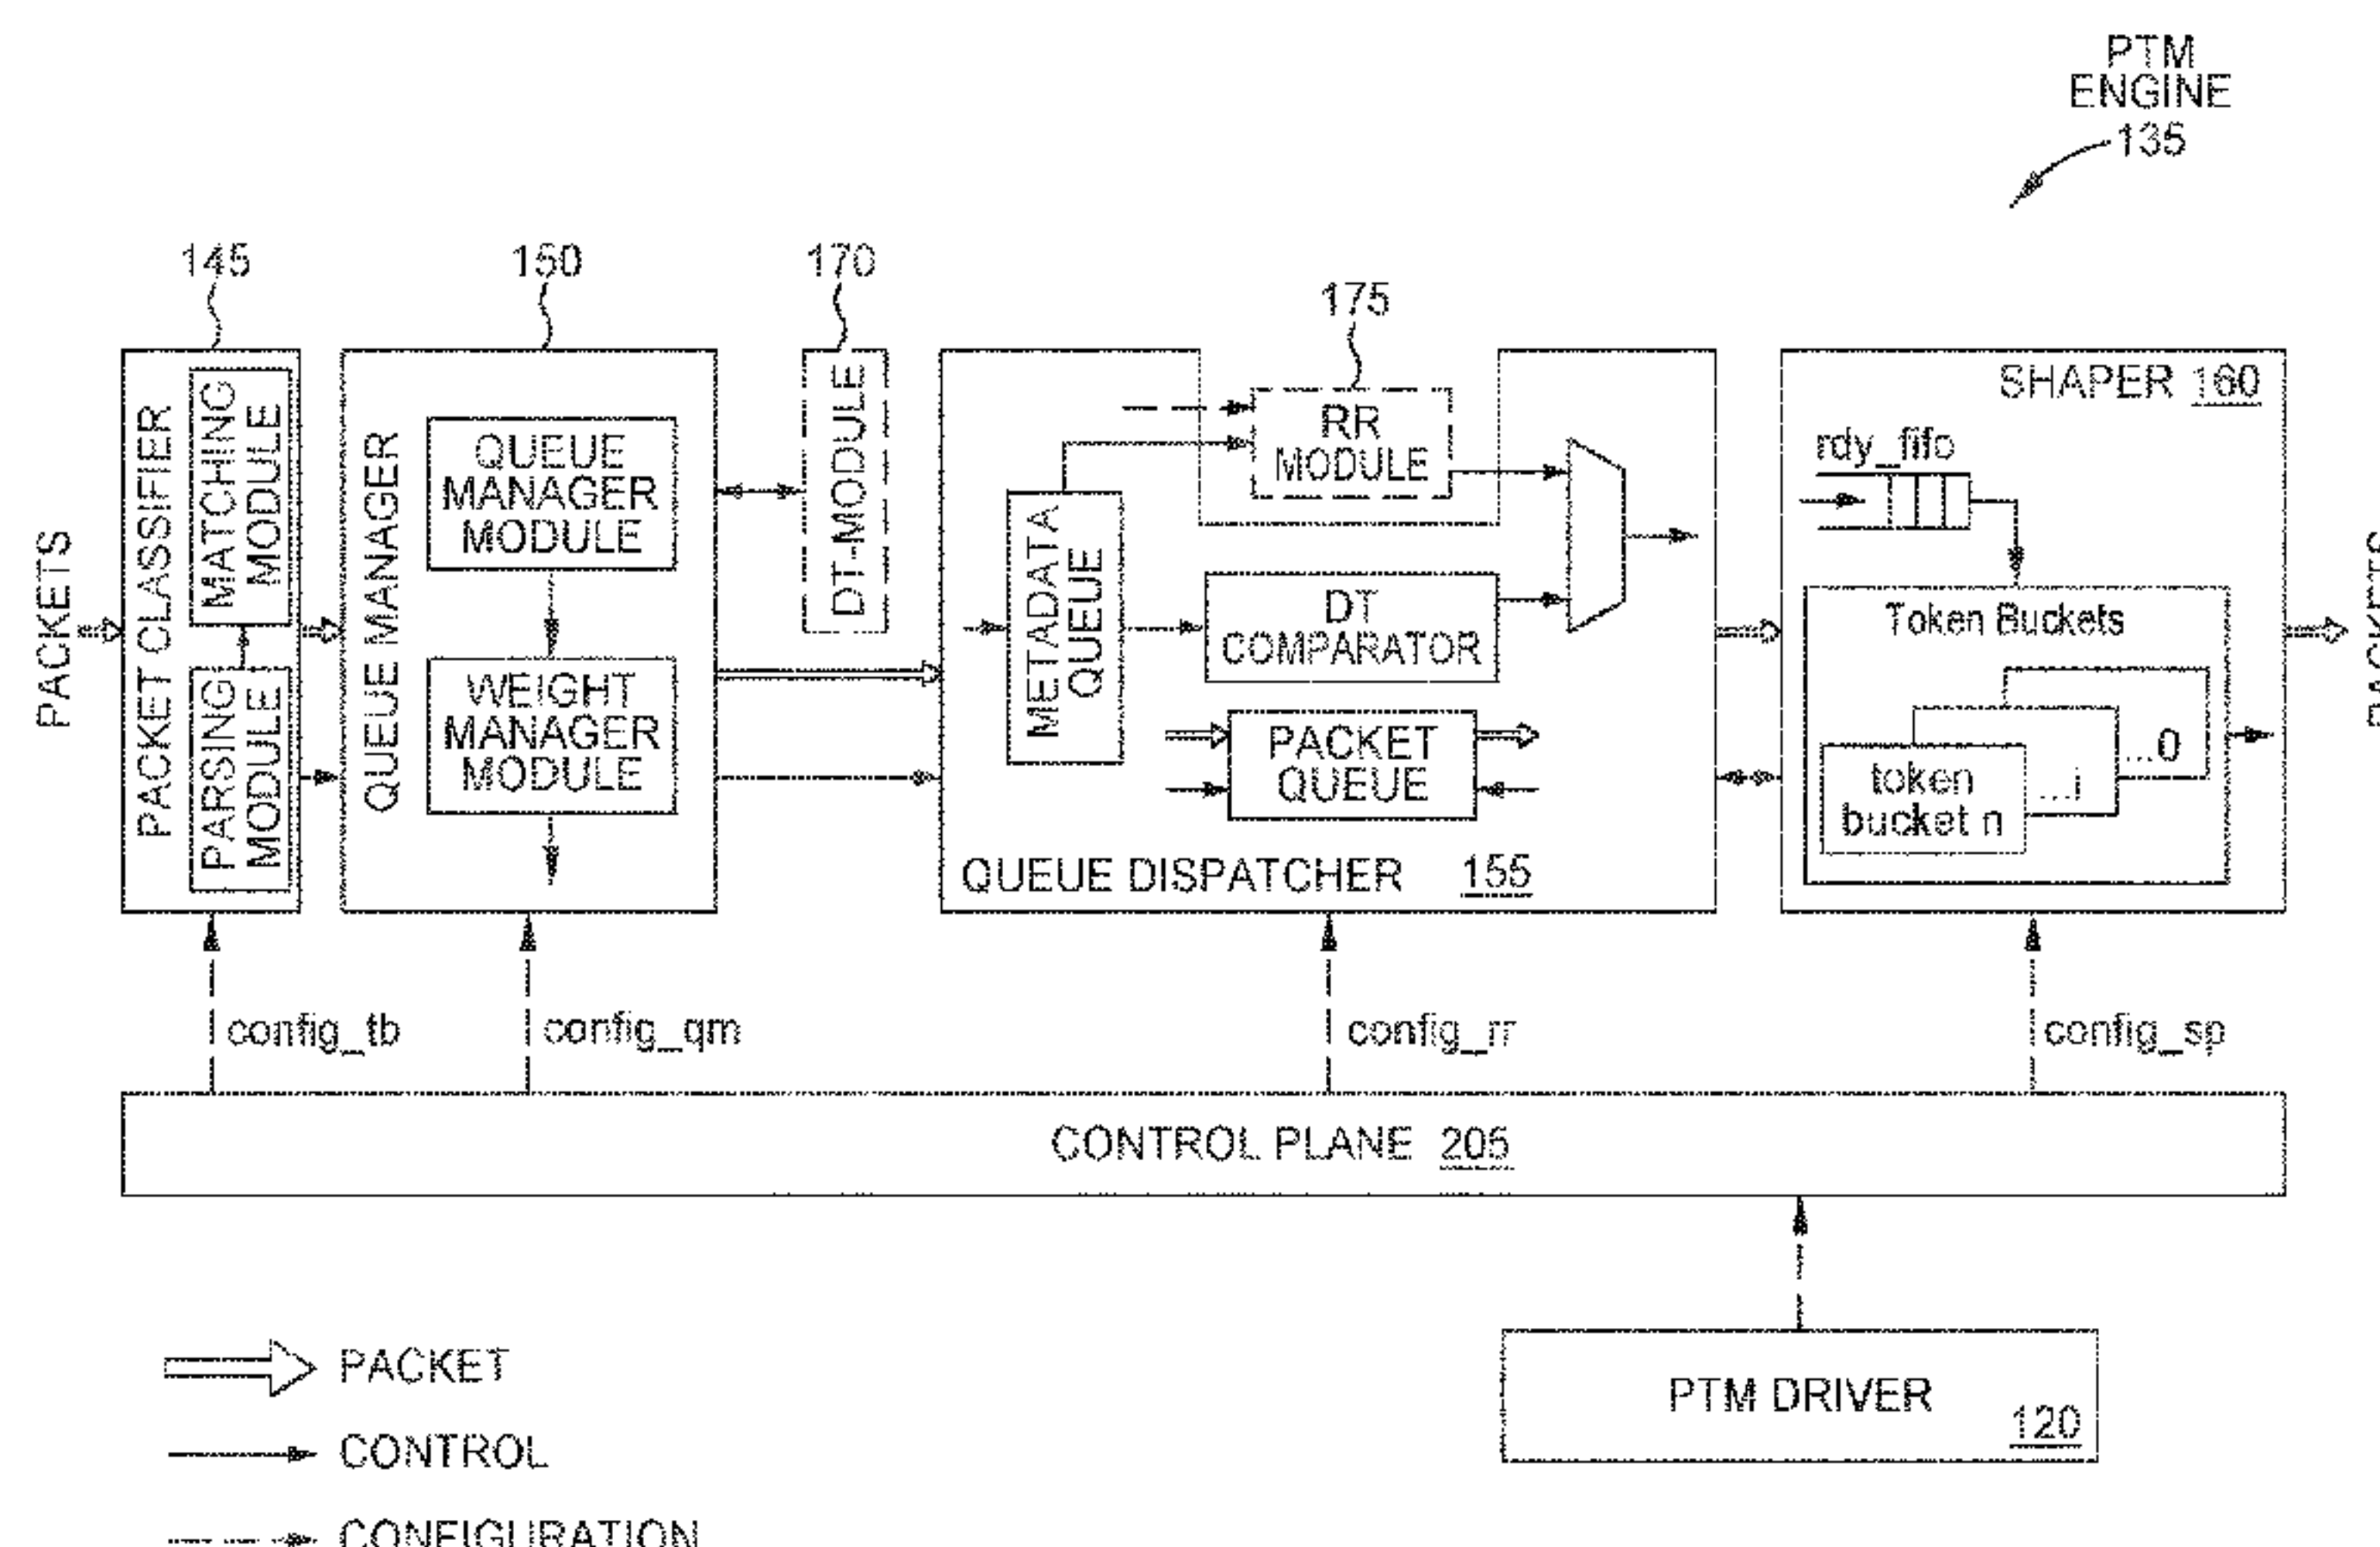 PTM
ENGINE
135
145
150
170
175
PACKETS
PACKET CLASSIFIER
MATCHING
MODULE
PARSING
MODULE
QUEUE MANAGER
QUEUE
MANAGER
MODULE
WEIGHT
MANAGER
MODULE
DT-MODULE
METADATA
QUEUE
RR
MODULE
DT
COMPARATOR
PACKET
QUEUE
QUEUE DISPATCHER 155
SHAPER 160
rdy_fifo
Token Buckets
token
bucket n
...i
...0
PACKETS
config_tb
config_qm
config_rr
config_sp
CONTROL PLANE 205
PTM DRIVER
120
PACKET
CONTROL
CONFIGURATION